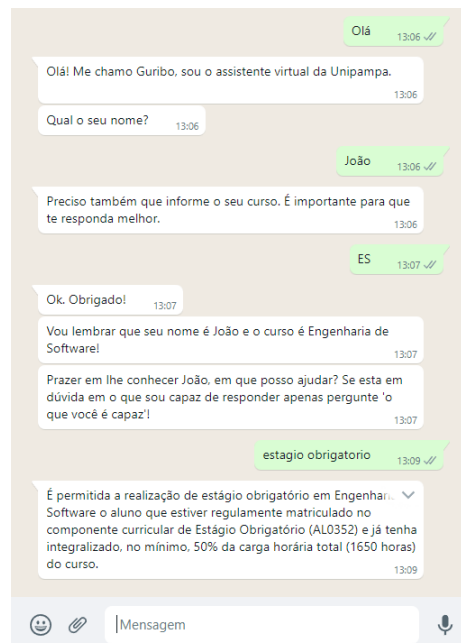 Olá
13:06
Olá! Me chamo Guribo, sou o assistente virtual da Unipampa.
13:06
Qual o seu nome?
13:06
João
13:06
Preciso também que informe o seu curso. É importante para que
te responda melhor.
13:06
ES
13:07
Ok. Obrigado!
13:07
Vou lembrar que seu nome é João e o curso é Engenharia de
Software!
13:07
Prazer em lhe conhecer João, em que posso ajudar? Se esta em
dúvida em o que sou capaz de responder apenas pergunte 'o
que você é capaz'!
13:07
estagio obrigatorio
13:09
É permitida a realização de estágio obrigatório em Engenhari
Software o aluno que estiver regulamente matriculado no
componente curricular de Estágio Obrigatório (AL0352) e já tenha
integralizado, no mínimo, 50% da carga horária total (1650 horas)
do curso.
13:09
Mensagem